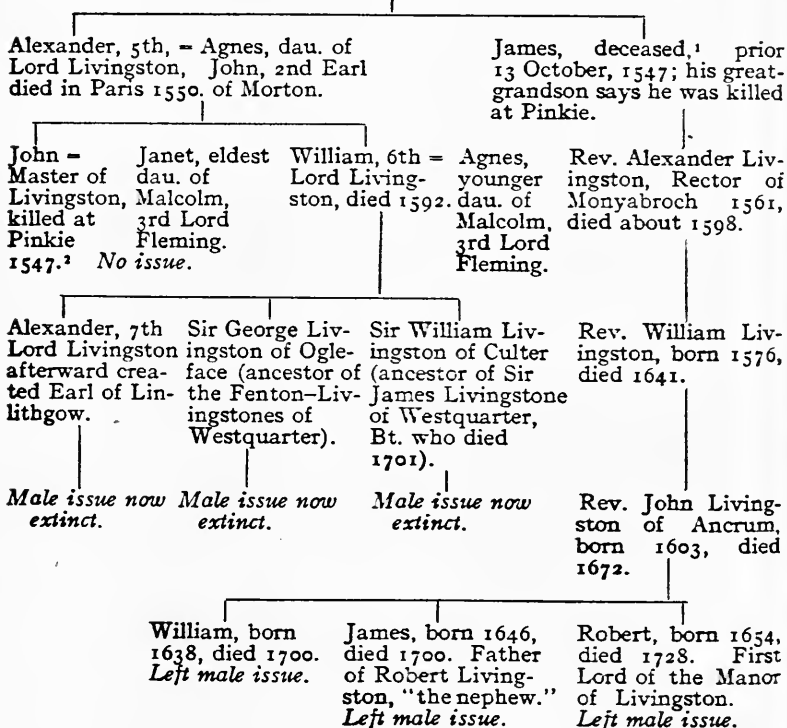 Alexander, 5th, = Agnes, dau. of
Lord Livingston, John, 2nd Earl
died in Paris 1550. of Morton.
James, deceased,¹ prior
13 October, 1547; his great-
grandson says he was killed
at Pinkie.
John =
Master of
Livingston,
killed at
Pinkie
1547.² No issue.
Janet, eldest
dau. of
Malcolm,
3rd Lord
Fleming.
William, 6th =
Lord Living-
ston, died 1592.
Agnes,
younger
dau. of
Malcolm,
3rd Lord
Fleming.
Rev. Alexander Liv-
ingston, Rector of
Monyabroch 1561,
died about 1598.
Alexander, 7th
Lord Livingston
afterward crea-
ted Earl of Lin-
lithgow.
Sir George Liv-
ingston of Ogle-
face (ancestor of
the Fenton-Liv-
ingstones of
Westquarter).
Sir William Liv-
ingston of Culter
(ancestor of Sir
James Livingstone
of Westquarter,
Bt. who died
1701).
Rev. William Liv-
ingston, born 1576,
died 1641.
Male issue now
extinct.
Male issue now
extinct.
Male issue now
extinct.
Rev. John Living-
ston of Ancrum,
born 1603, died
1672.
William, born
1638, died 1700.
Left male issue.
James, born 1646,
died 1700. Father
of Robert Living-
ston, "the nephew."
Left male issue.
Robert, born 1654,
died 1728. First
Lord of the Manor
of Livingston.
Left male issue.